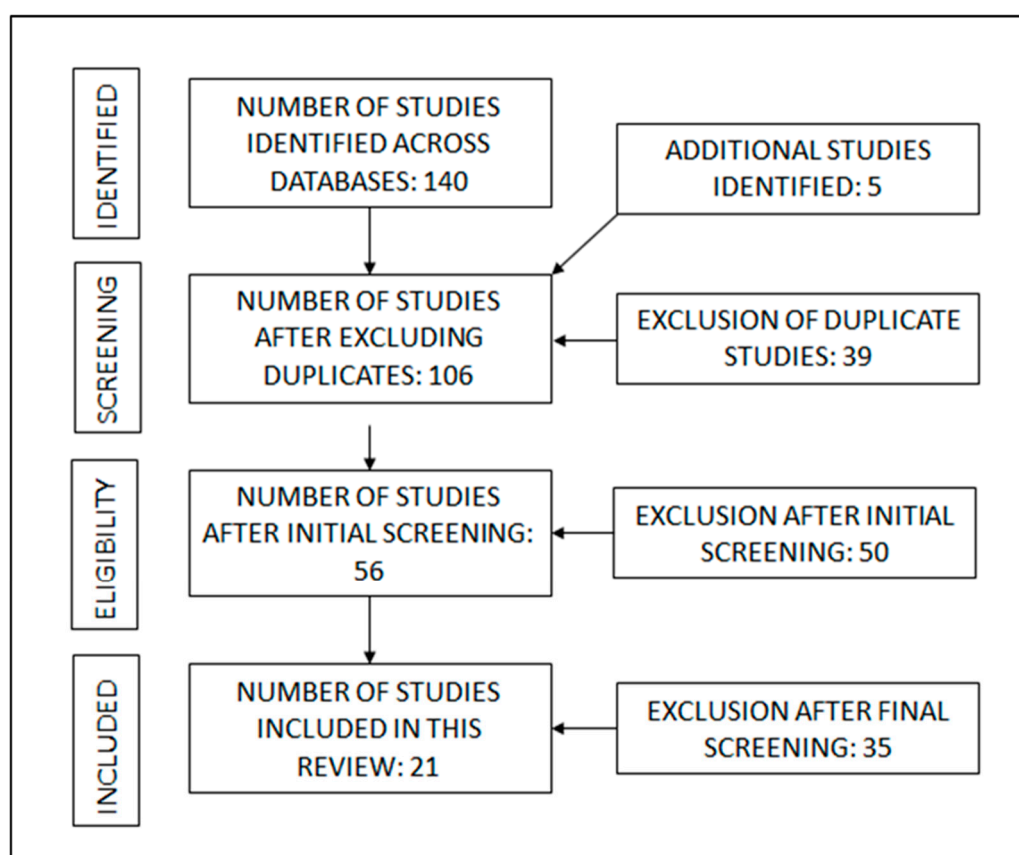 IDENTIFIED
NUMBER OF STUDIES
IDENTIFIED ACROSS
DATABASES: 140
ADDITIONAL STUDIES
IDENTIFIED: 5
SCREENING
NUMBER OF STUDIES
AFTER EXCLUDING
DUPLICATES: 106
EXCLUSION OF DUPLICATE
STUDIES: 39
ELIGIBILITY
NUMBER OF STUDIES
AFTER INITIAL SCREENING:
56
EXCLUSION AFTER INITIAL
SCREENING: 50
INCLUDED
NUMBER OF STUDIES
INCLUDED IN THIS
REVIEW: 21
EXCLUSION AFTER FINAL
SCREENING: 35